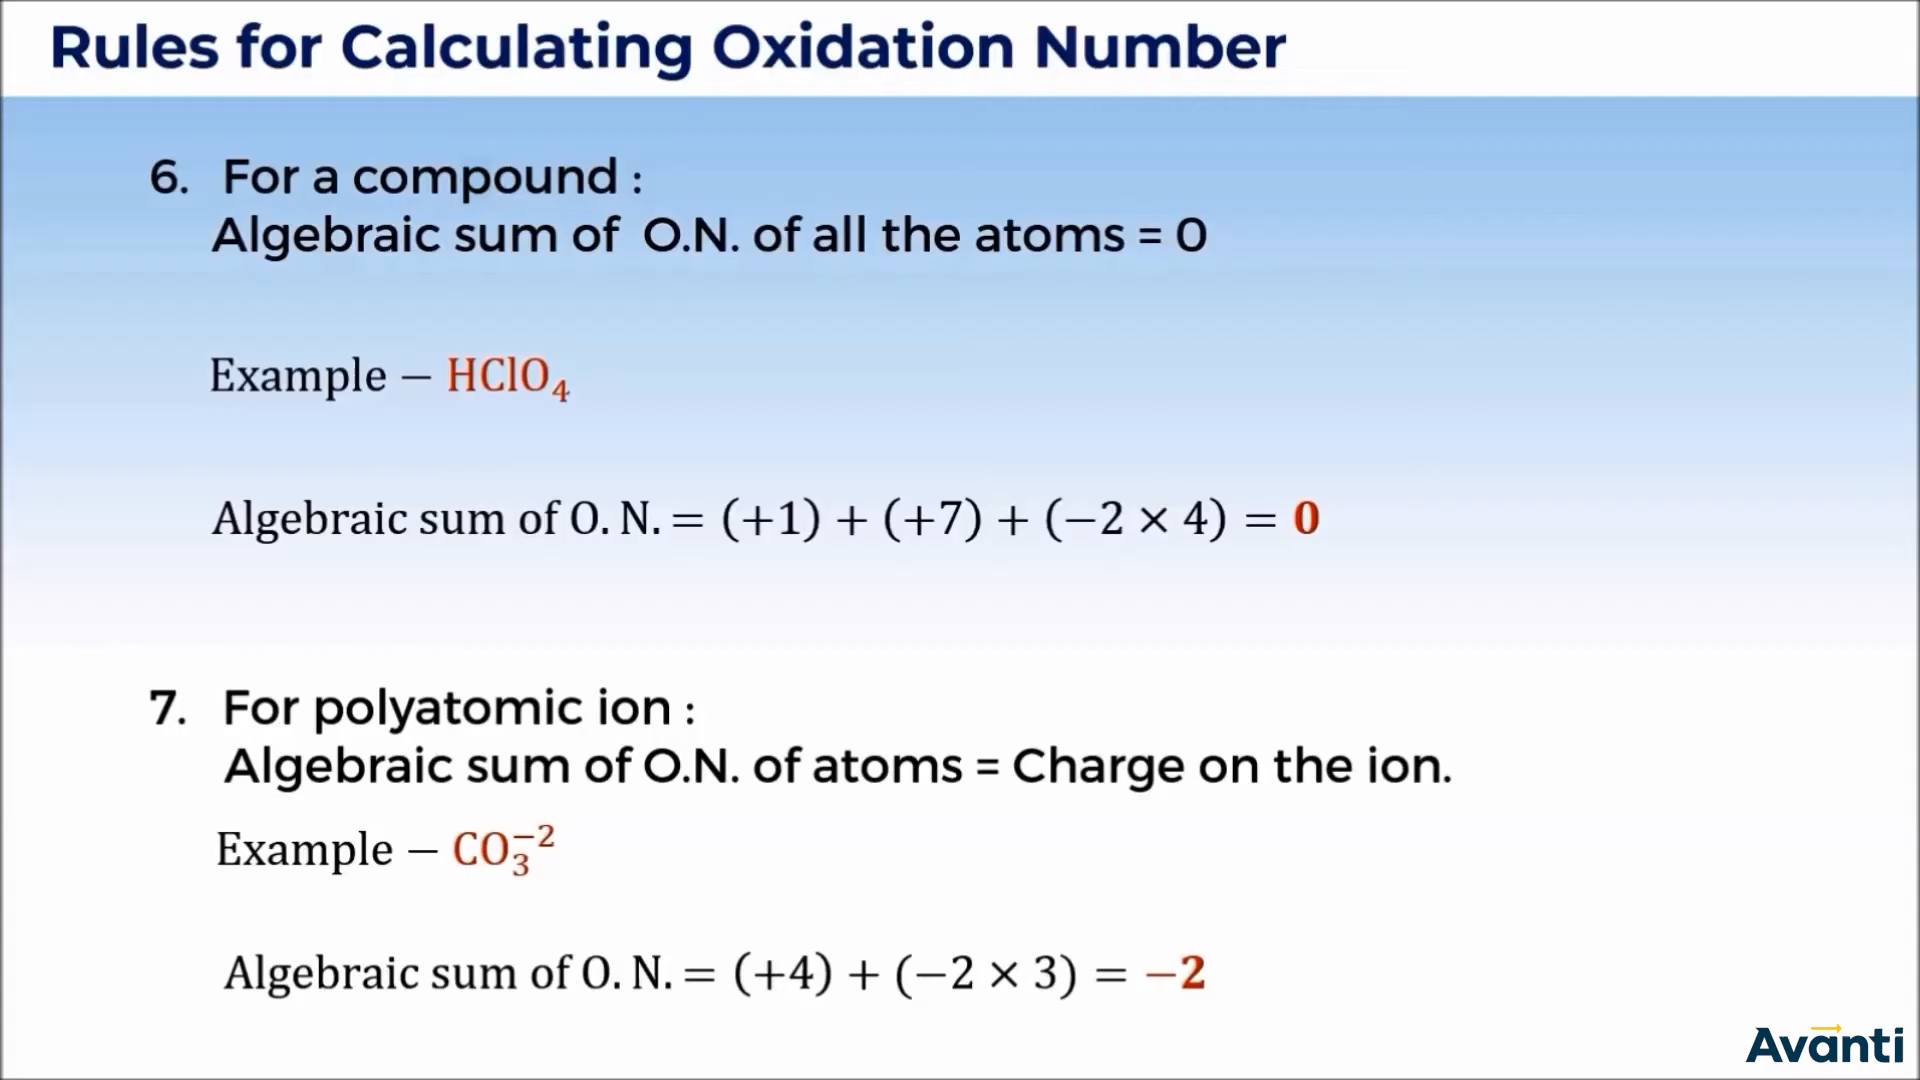 Rules for Calculating Oxidation Number
6. For a compound :
Algebraic sum of O.N. of all the atoms = 0
Example − HClO₄
Algebraic sum of O. N. = (+1) + (+7) + (−2 × 4) = 0
7. For polyatomic ion :
Algebraic sum of O.N. of atoms = Charge on the ion.
Example − CO₃⁻²
Algebraic sum of O. N. = (+4) + (−2 × 3) = −2
Avanti